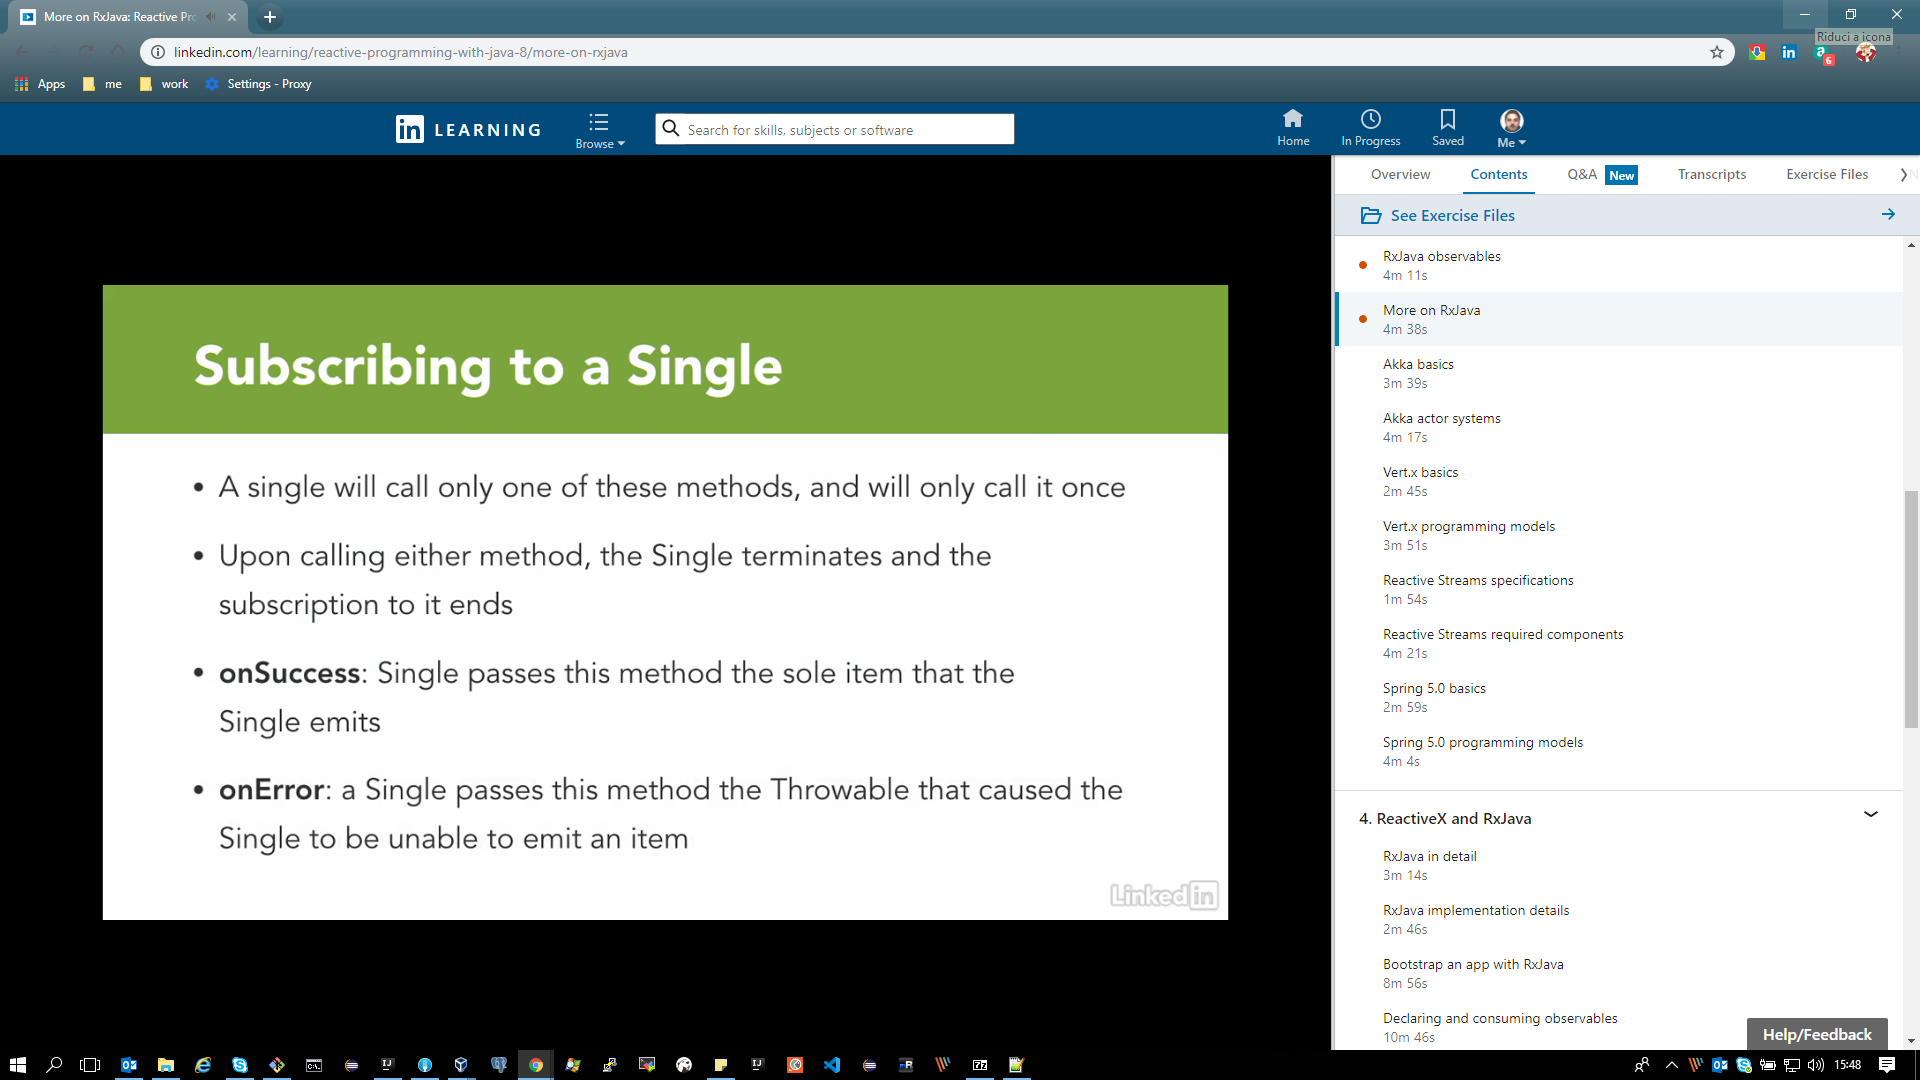 More on RxJava: Reactive Pr
Riduci a icona
linkedin.com/learning/reactive-programming-with-java-8/more-on-rxjava
6
Apps
me
work
Settings - Proxy
in LEARNING
Browse
Search for skills, subjects or software
Home
In Progress
Saved
Me
Overview
Contents
Q&A New
Transcripts
Exercise Files
See Exercise Files
Subscribing to a Single
• A single will call only one of these methods, and will only call it once
• Upon calling either method, the Single terminates and the
subscription to it ends
• onSuccess: Single passes this method the sole item that the
Single emits
• onError: a Single passes this method the Throwable that caused the
Single to be unable to emit an item
Linked in
RxJava observables
4m 11s
More on RxJava
4m 38s
Akka basics
3m 39s
Akka actor systems
4m 17s
Vert.x basics
2m 45s
Vert.x programming models
3m 51s
Reactive Streams specifications
1m 54s
Reactive Streams required components
4m 21s
Spring 5.0 basics
2m 59s
Spring 5.0 programming models
4m 4s
4. ReactiveX and RxJava
RxJava in detail
3m 14s
RxJava implementation details
2m 46s
Bootstrap an app with RxJava
8m 56s
Declaring and consuming observables
10m 46s
Help/Feedback
15:48